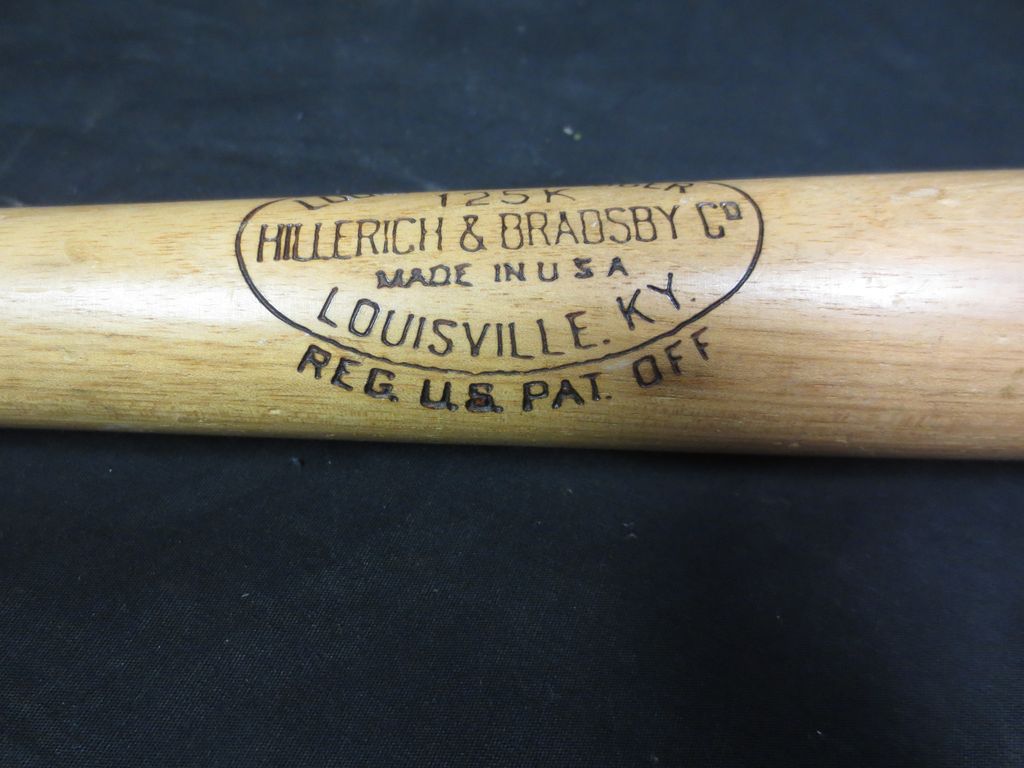 125K
HILLERICH & BRADSBY CO
MADE IN U S A
LOUISVILLE. KY.
REG. U.S. PAT. OFF